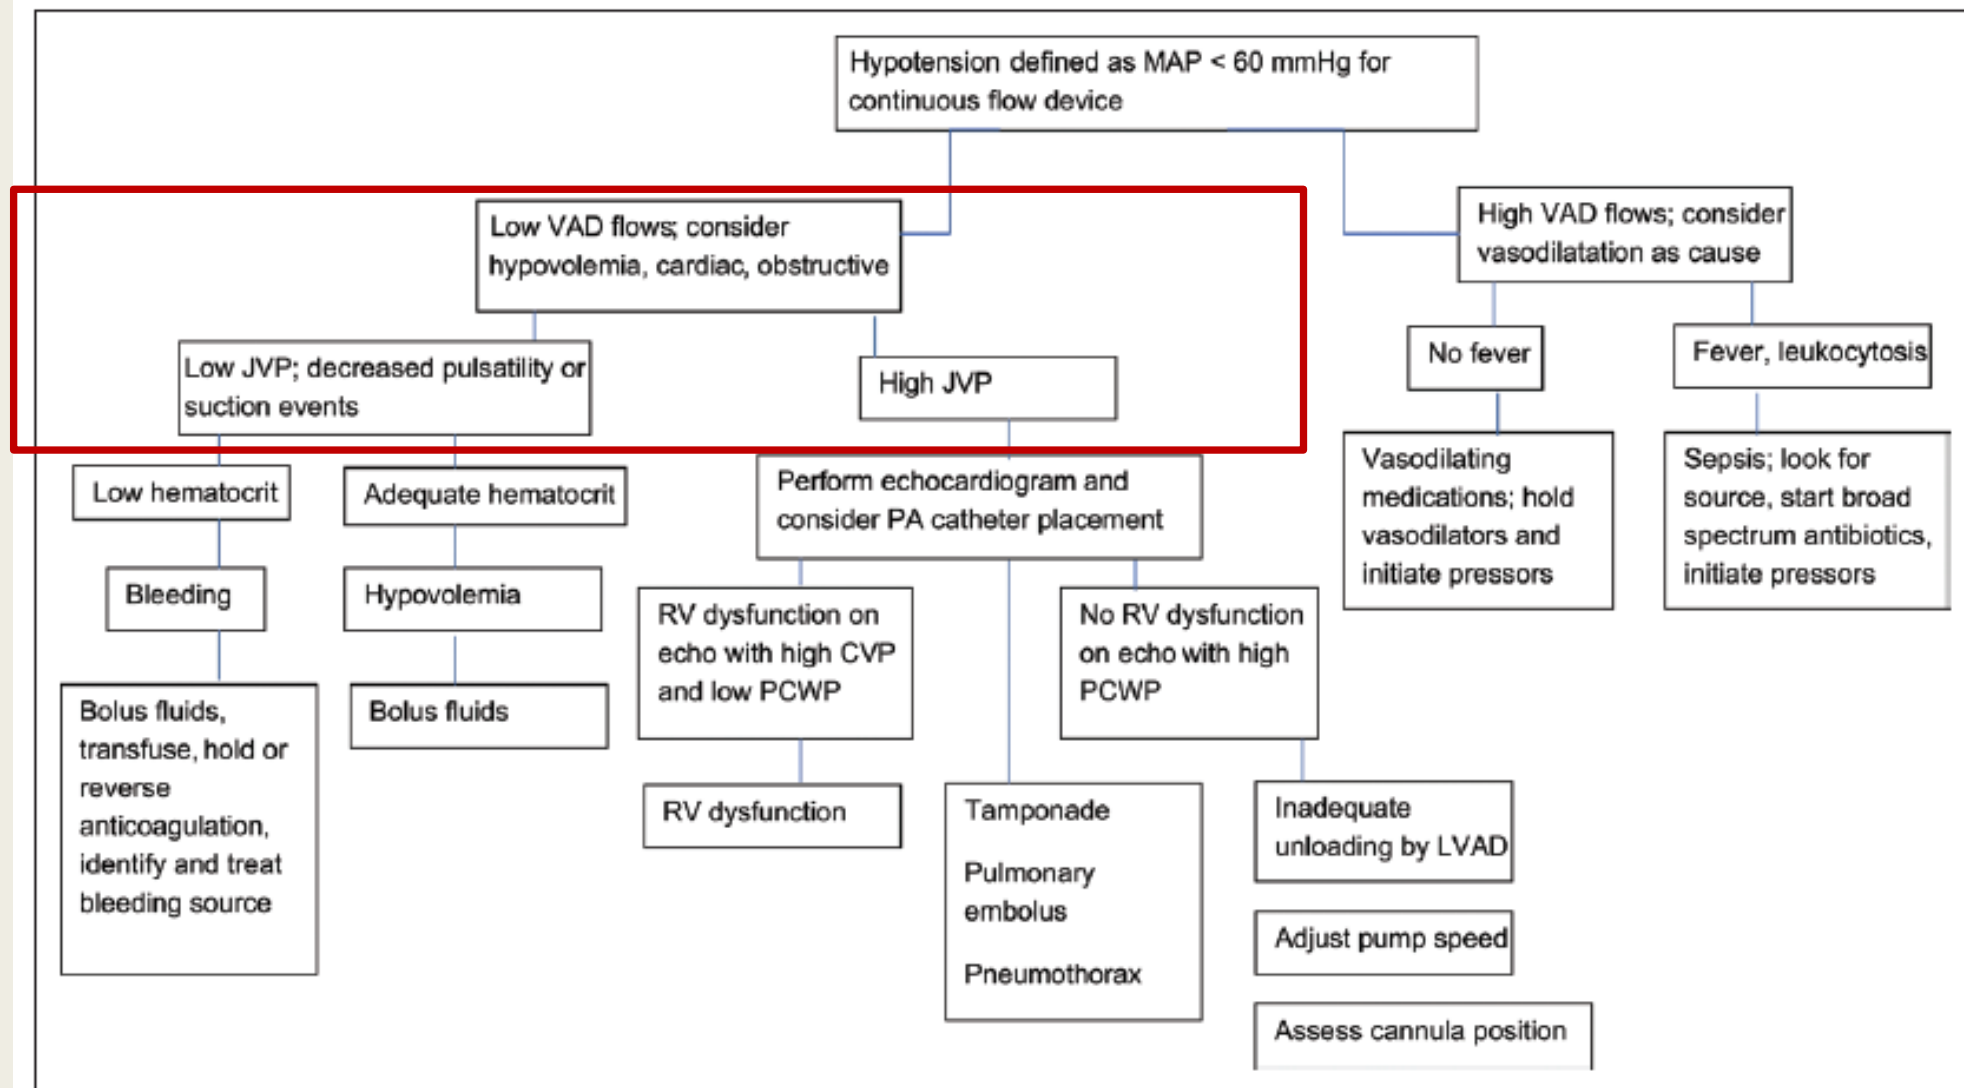 Hypotension defined as MAP < 60 mmHg for
continuous flow device
Low VAD flows; consider
hypovolemia, cardiac, obstructive
High VAD flows; consider
vasodilatation as cause
Low JVP; decreased pulsatility or
suction events
High JVP
No fever
Fever, leukocytosis
Low hematocrit
Adequate hematocrit
Perform echocardiogram and
consider PA catheter placement
Vasodilating
medications; hold
vasodilators and
initiate pressors
Sepsis; look for
source, start broad
spectrum antibiotics,
initiate pressors
Bleeding
Hypovolemia
RV dysfunction on
echo with high CVP
and low PCWP
No RV dysfunction
on echo with high
PCWP
Bolus fluids,
transfuse, hold or
reverse
anticoagulation,
identify and treat
bleeding source
Bolus fluids
RV dysfunction
Tamponade
Pulmonary
embolus
Pneumothorax
Inadequate
unloading by LVAD
Adjust pump speed
Assess cannula position